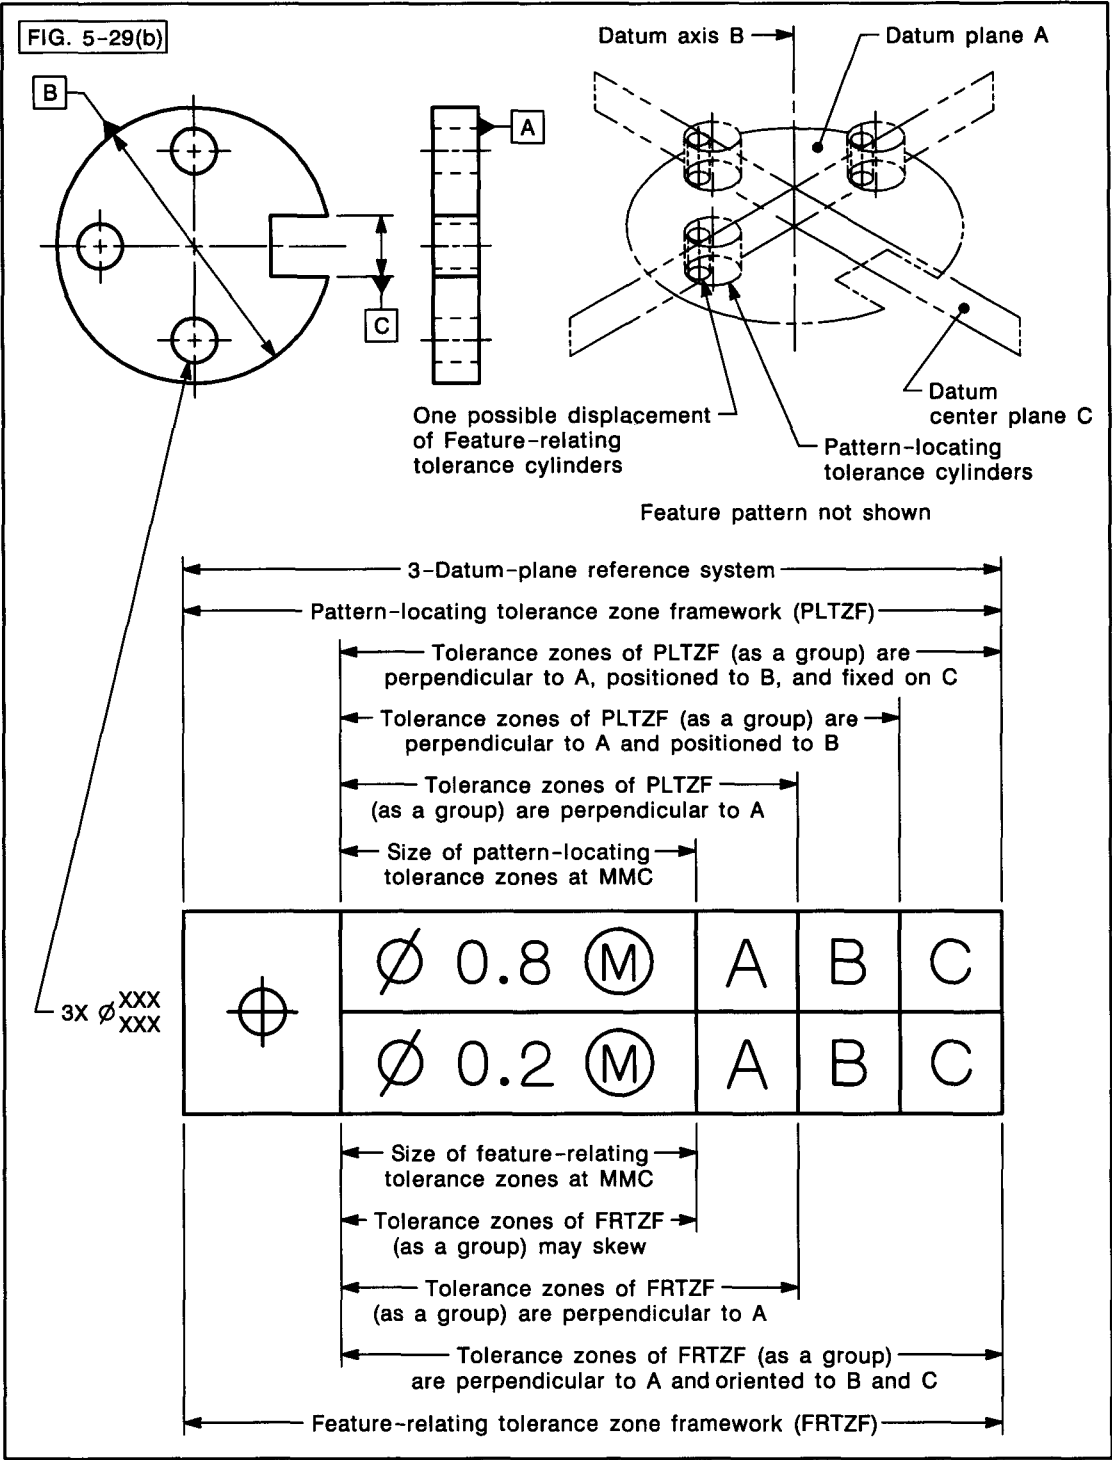 FIG. 5-29(b)
Datum axis B
Datum plane A
B
A
C
Datum
center plane C
One possible displacement
of Feature-relating
tolerance cylinders
Pattern-locating
tolerance cylinders
Feature pattern not shown
3-Datum-plane reference system
Pattern-locating tolerance zone framework (PLTZF)
Tolerance zones of PLTZF (as a group) are
perpendicular to A, positioned to B, and fixed on C
Tolerance zones of PLTZF (as a group) are
perpendicular to A and positioned to B
Tolerance zones of PLTZF
(as a group) are perpendicular to A
Size of pattern-locating
tolerance zones at MMC
3X ⌀ XXX
XXX
⌖ ⌀ 0.8 Ⓜ A B C
⌀ 0.2 Ⓜ A B C
Size of feature-relating
tolerance zones at MMC
Tolerance zones of FRTZF
(as a group) may skew
Tolerance zones of FRTZF
(as a group) are perpendicular to A
Tolerance zones of FRTZF (as a group)
are perpendicular to A and oriented to B and C
Feature-relating tolerance zone framework (FRTZF)